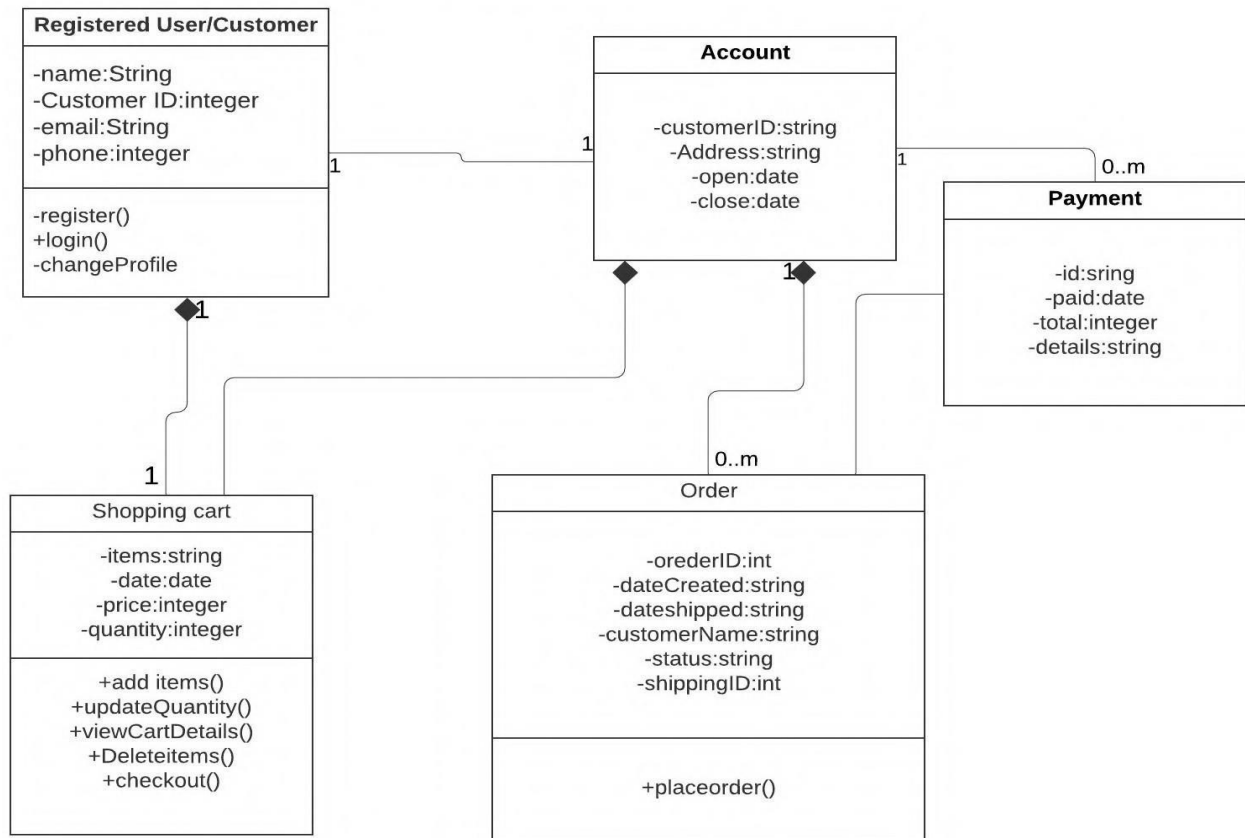 Registered User/Customer
-name:String
-Customer ID:integer
-email:String
-phone:integer
-register()
+login()
-changeProfile
1
1
Account
-customerID:string
-Address:string
-open:date
-close:date
1
0..m
Payment
-id:sring
-paid:date
-total:integer
-details:string
1
1
1
0..m
Shopping cart
-items:string
-date:date
-price:integer
-quantity:integer
+add items()
+updateQuantity()
+viewCartDetails()
+Deleteitems()
+checkout()
Order
-orederID:int
-dateCreated:string
-dateshipped:string
-customerName:string
-status:string
-shippingID:int
+placeorder()